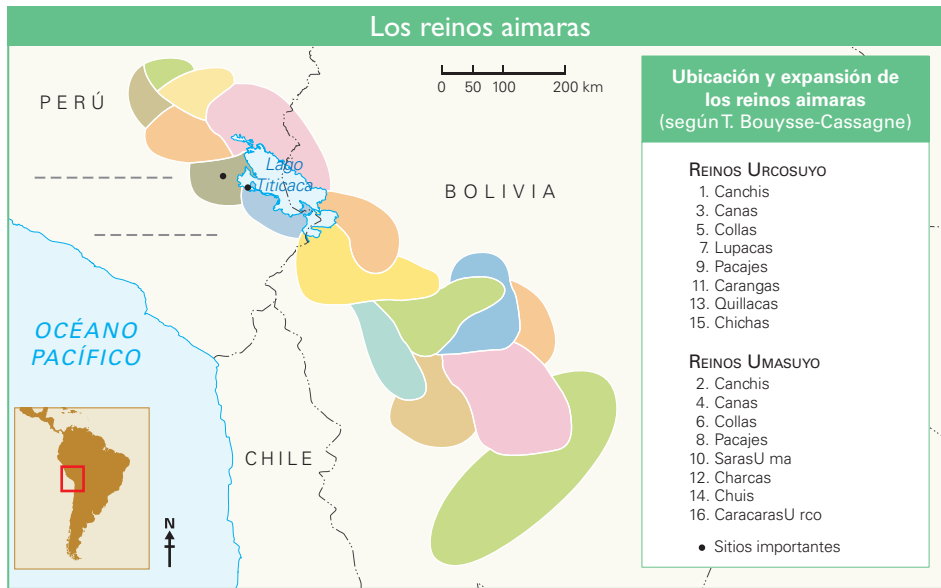 Los reinos aimaras
PERÚ
0 50 100 200 km
Lago
Titicaca
BOLIVIA
OCÉANO
PACÍFICO
CHILE
N
Ubicación y expansión de
los reinos aimaras
(según T. Bouysse-Cassagne)
REINOS URCOSUYO
1. Canchis
3. Canas
5. Collas
7. Lupacas
9. Pacajes
11. Carangas
13. Quillacas
15. Chichas
REINOS UMASUYO
2. Canchis
4. Canas
6. Collas
8. Pacajes
10. SarasU ma
12. Charcas
14. Chuis
16. CaracarasU rco
• Sitios importantes